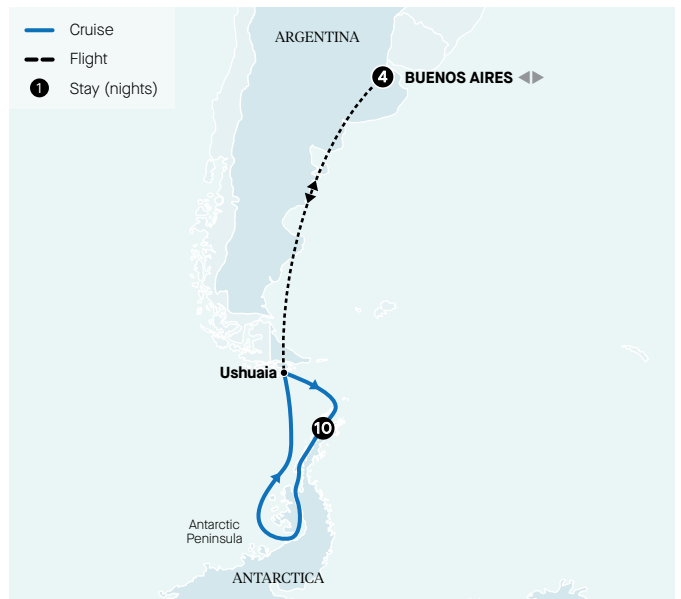 Cruise
Flight
1 Stay (nights)
ARGENTINA
4 BUENOS AIRES
Ushuaia
10
Antarctic
Peninsula
ANTARCTICA